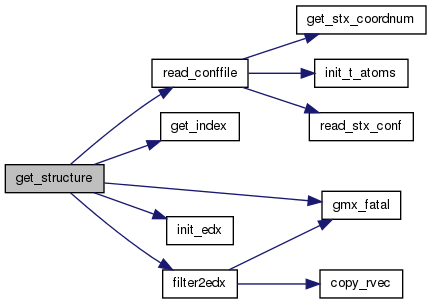 get_stx_coordnum
read_conffile
init_t_atoms
get_index
read_stx_conf
get_structure
gmx_fatal
init_edx
filter2edx
copy_rvec